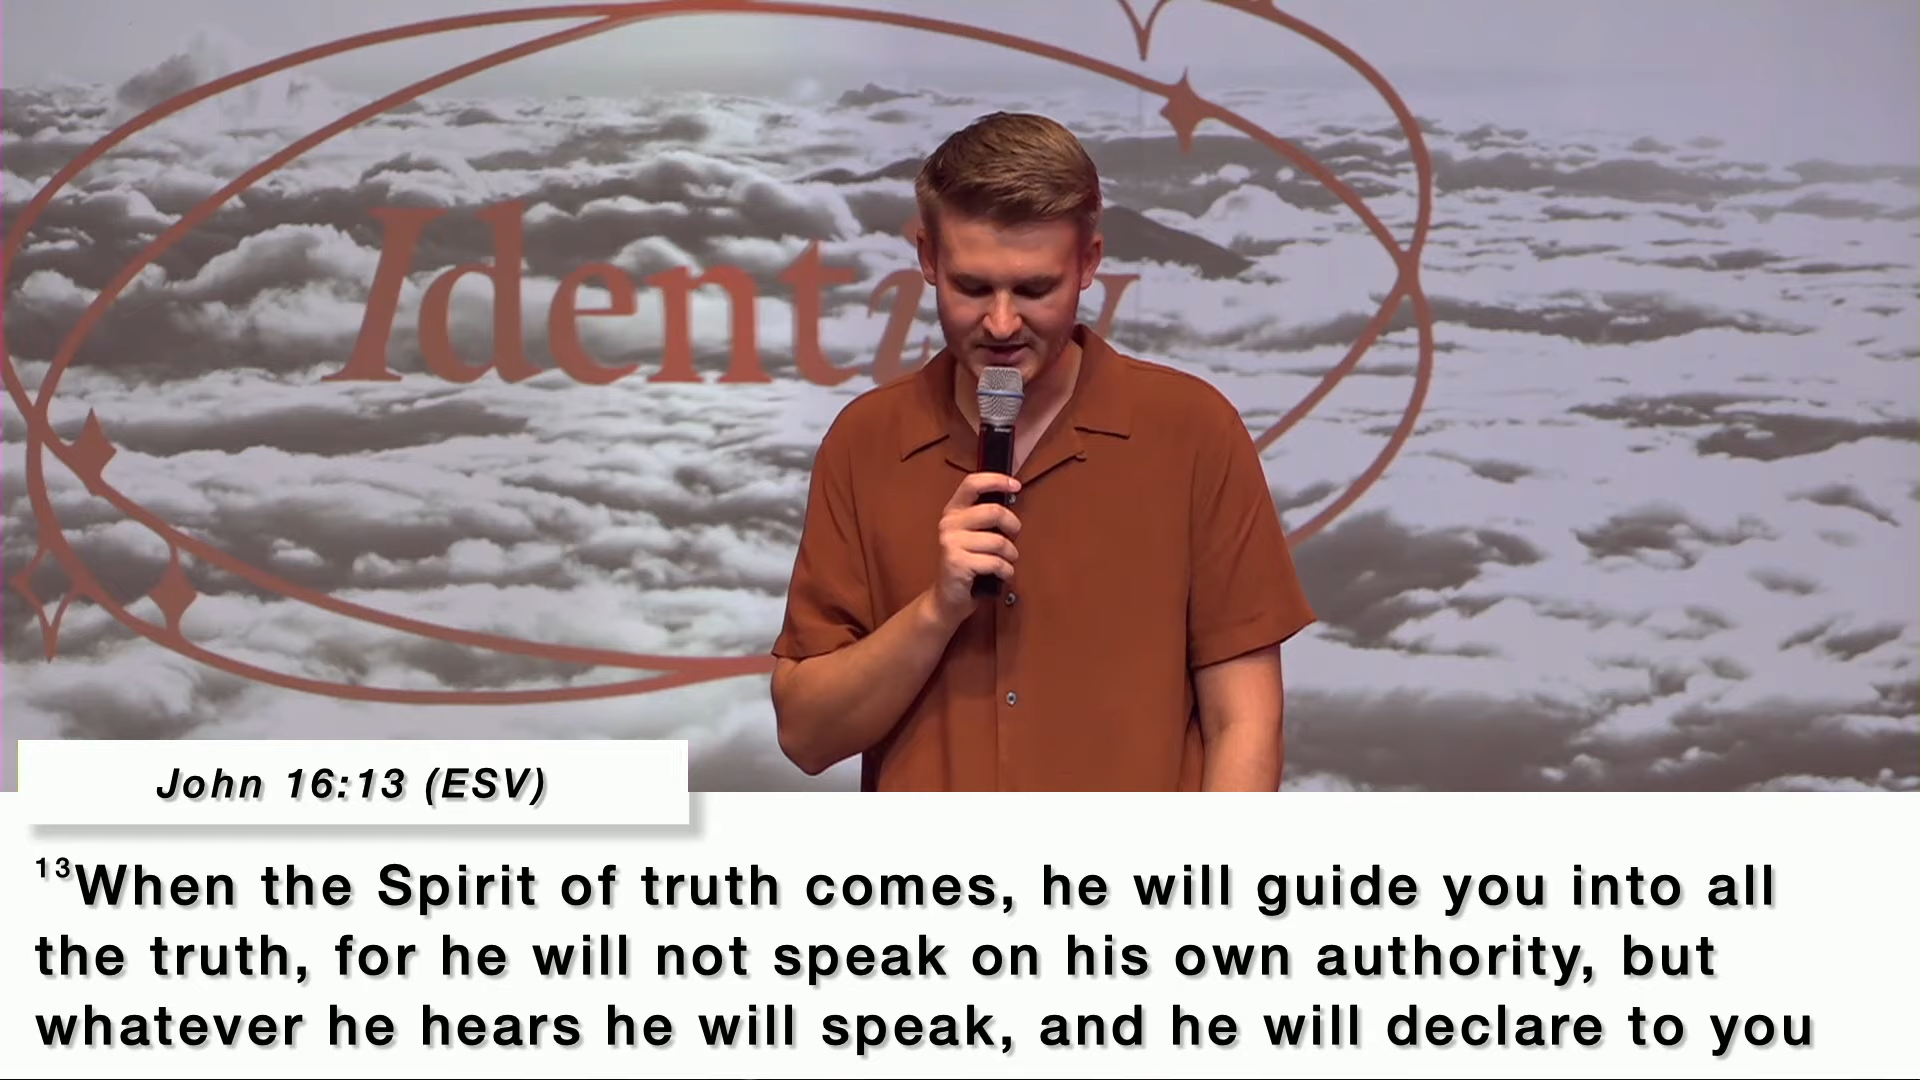 Identity
John 16:13 (ESV)
¹³When the Spirit of truth comes, he will guide you into all
the truth, for he will not speak on his own authority, but
whatever he hears he will speak, and he will declare to you